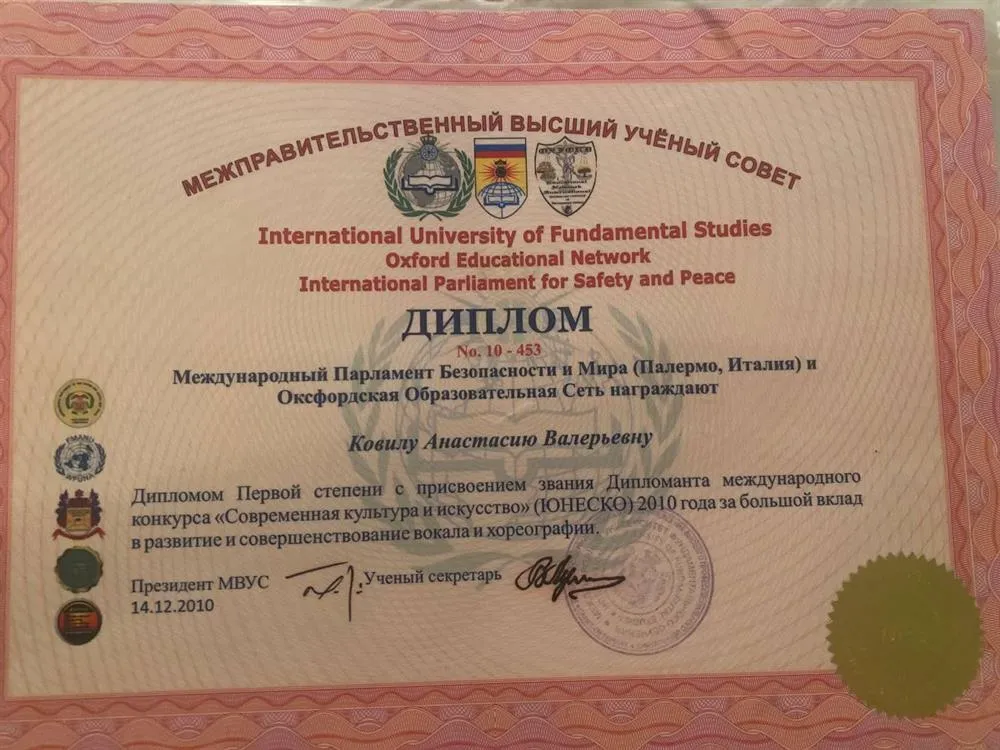 МЕЖПРАВИТЕЛЬСТВЕННЫЙ ВЫСШИЙ УЧЁНЫЙ СОВЕТ
International University of Fundamental Studies
Oxford Educational Network
International Parliament for Safety and Peace
ДИПЛОМ
No. 10 - 453
Международный Парламент Безопасности и Мира (Палермо, Италия) и
Оксфордская Образовательная Сеть награждают
Ковилу Анастасию Валерьевну
Дипломом Первой степени с присвоением звания Дипломанта международного
конкурса «Современная культура и искусство» (ЮНЕСКО) 2010 года за большой вклад
в развитие и совершенствование вокала и хореографии.
Президент МВУС
Ученый секретарь
14.12.2010